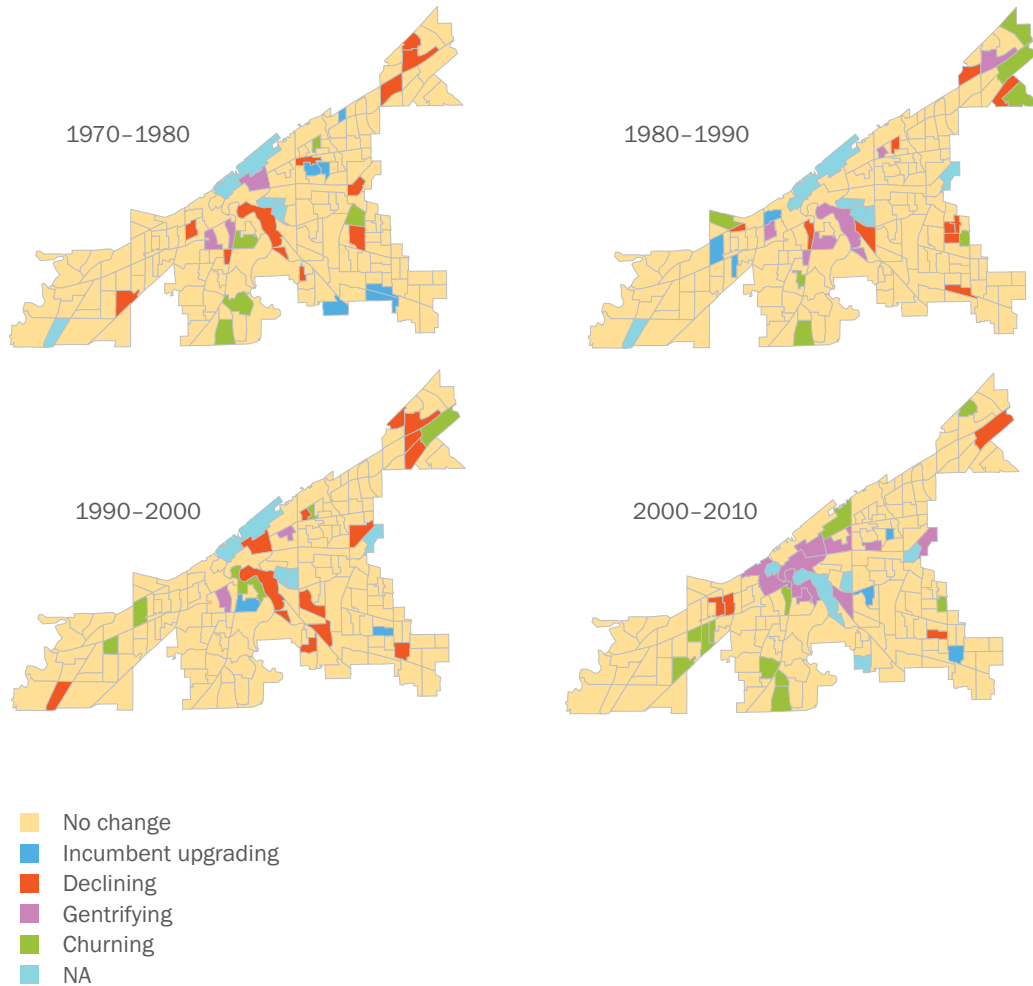 1970–1980
1980–1990
1990–2000
2000–2010
No change
Incumbent upgrading
Declining
Gentrifying
Churning
NA